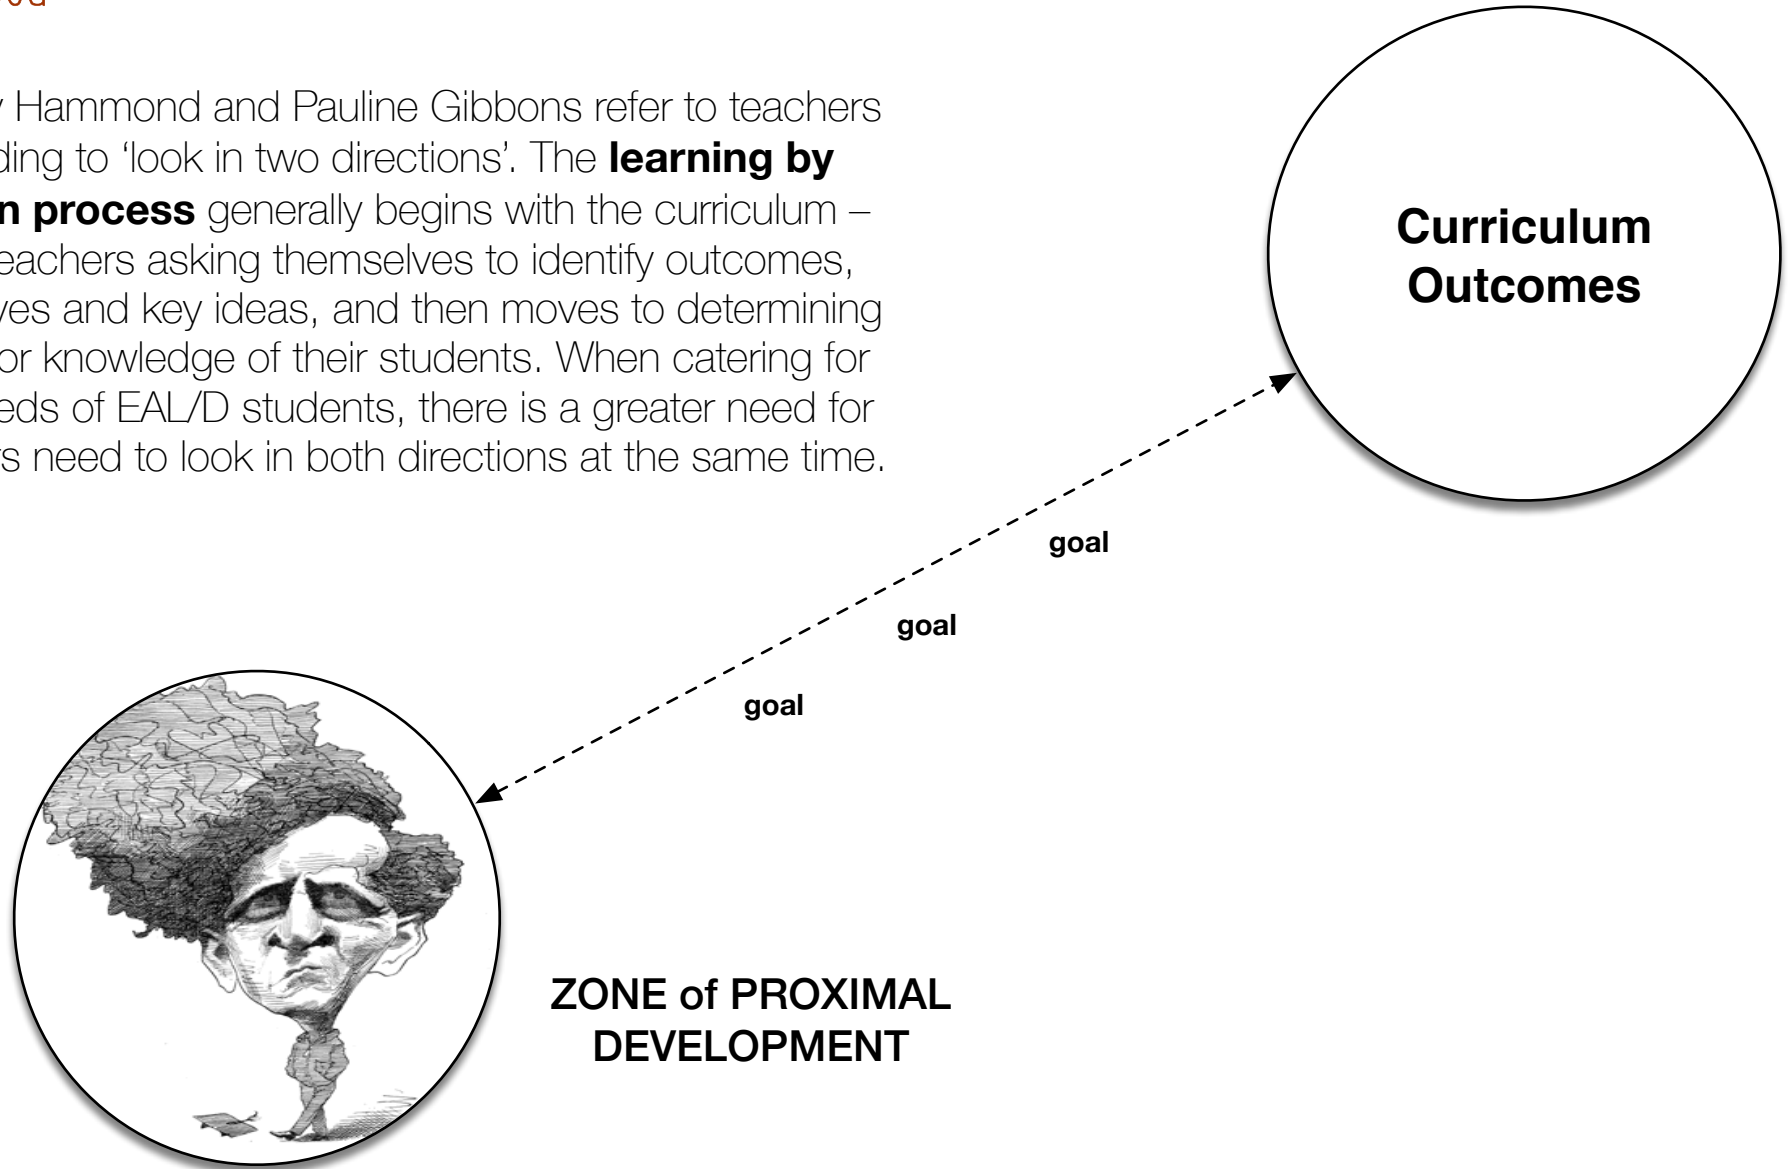 Hammond and Pauline Gibbons refer to teachers
to ‘look in two directions’. The learning by
process generally begins with the curriculum –
eachers asking themselves to identify outcomes,
ves and key ideas, and then moves to determining
or knowledge of their students. When catering for
eds of EAL/D students, there is a greater need for
rs need to look in both directions at the same time.
Curriculum
Outcomes
goal
goal
goal
ZONE of PROXIMAL
DEVELOPMENT